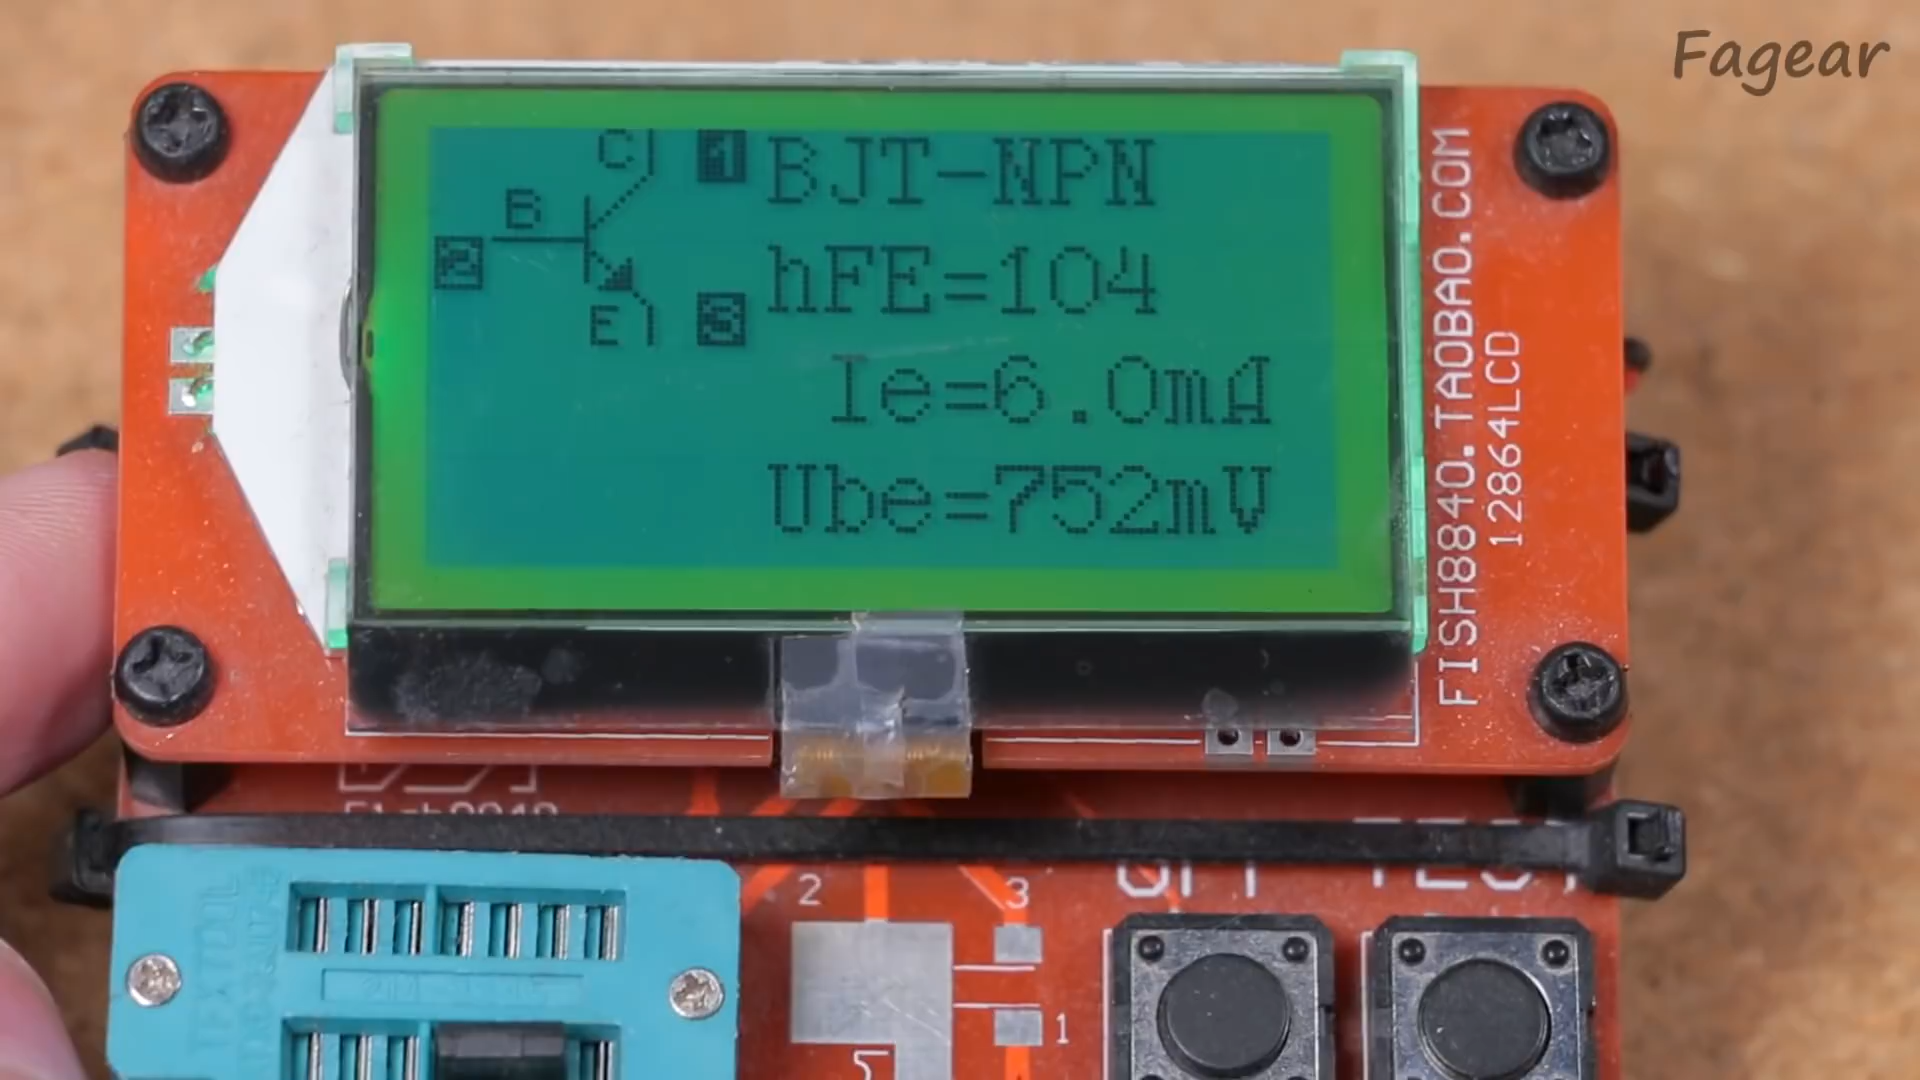 Fagear
C
1
BJT-NPN
B
2
hFE=104
E
3
Ie=6.0mA
Ube=752mV
FISH8840.TAOBAO.COM
12864LCD
2
3
1
TEXTOOL